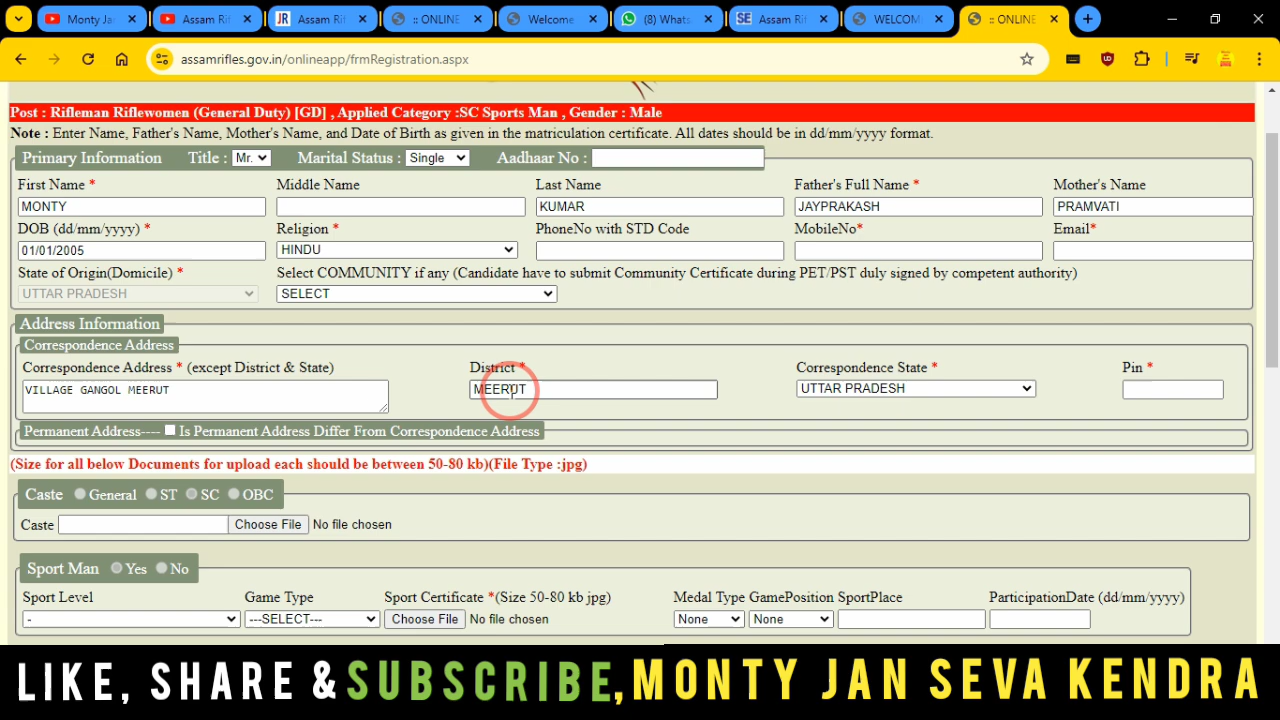 Monty Ja
Assam Ri
Assam Rif
:: ONLINE
Welcome
(8) Whats
Assam Ri
WELCOM
:: ONLINE
assamrifles.gov.in/onlineapp/frmRegistration.aspx
Post : Rifleman Riflewomen (General Duty) [GD] , Applied Category :SC Sports Man , Gender : Male
Note : Enter Name, Father's Name, Mother's Name, and Date of Birth as given in the matriculation certificate. All dates should be in dd/mm/yyyy format.
Primary Information Title : Mr. Marital Status : Single Aadhaar No :
First Name * Middle Name Last Name Father's Full Name * Mother's Name
MONTY KUMAR JAYPRAKASH PRAMVATI
DOB (dd/mm/yyyy) * Religion * PhoneNo with STD Code MobileNo* Email*
01/01/2005 HINDU
State of Origin(Domicile) * Select COMMUNITY if any (Candidate have to submit Community Certificate during PET/PST duly signed by competent authority)
UTTAR PRADESH SELECT
Address Information
Correspondence Address
Correspondence Address * (except District & State) District * Correspondence State * Pin *
VILLAGE GANGOL MEERUT MEERUT UTTAR PRADESH
Permanent Address---- Is Permanent Address Differ From Correspondence Address
(Size for all below Documents for upload each should be between 50-80 kb)(File Type :jpg)
Caste General ST SC OBC
Caste Choose File No file chosen
Sport Man Yes No
Sport Level Game Type Sport Certificate *(Size 50-80 kb jpg) Medal Type GamePosition SportPlace ParticipationDate (dd/mm/yyyy)
- ---SELECT--- Choose File No file chosen None None
LIKE, SHARE & SUBSCRIBE, MONTY JAN SEVA KENDRA